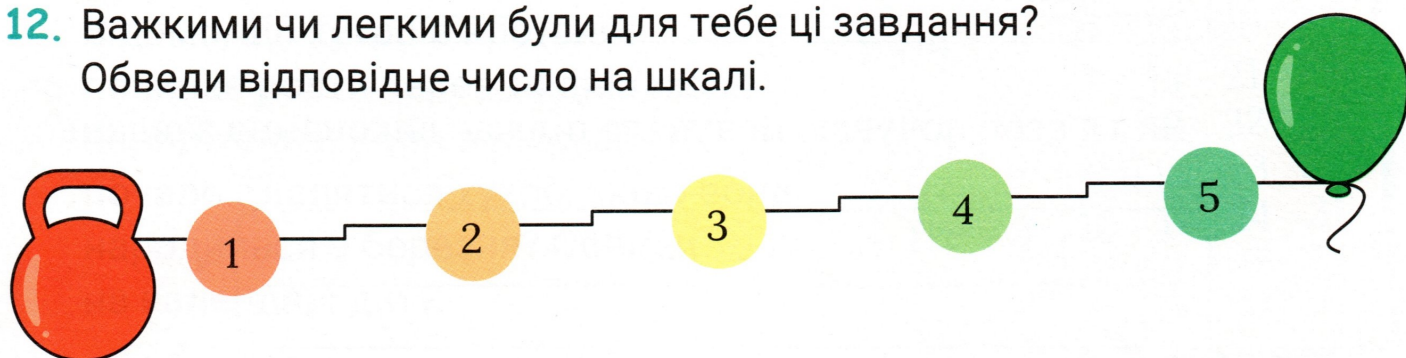 12. Важкими чи легкими були для тебе ці завдання?
Обведи відповідне число на шкалі.
1 2 3 4 5